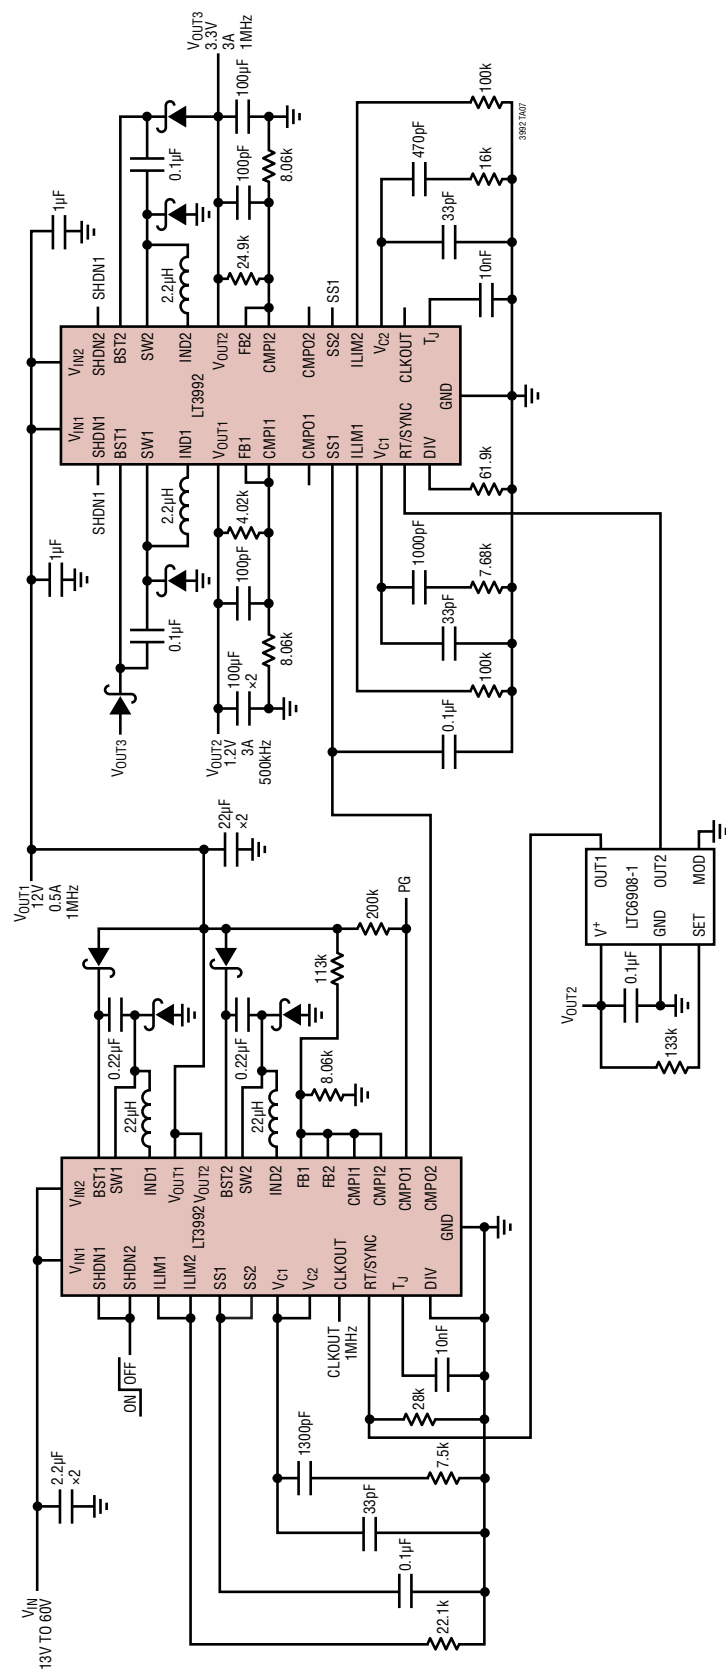 VOUT3
3.3V
3A
1MHz
1µF
SHDN1
0.1µF
100µF
2.2µH
24.9k
100pF
8.06k
SS1
470pF
100k
33pF
16k
10nF
3992 TA07
VIN2
SHDN2
BST2
SW2
IND2
VOUT2
FB2
CMPI2
CMPO2
SS2
ILIM2
VC2
CLKOUT
TJ
LT3992
GND
VIN1
SHDN1
BST1
SW1
IND1
VOUT1
FB1
CMPI1
CMPO1
SS1
ILIM1
VC1
RT/SYNC
DIV
SHDN1
2.2µH
4.02k
61.9k
1µF
0.1µF
100pF
8.06k
1000pF
7.68k
33pF
100k
0.1µF
100µF
×2
VOUT3
VOUT2
1.2V
3A
500kHz
VOUT1
12V
0.5A
1MHz
22µF
×2
200k
PG
113k
0.22µF
0.22µF
22µH
22µH
8.06k
OUT1
OUT2
MOD
LTC6908-1
V+
GND
SET
VOUT2
0.1µF
133k
VIN2
BST1
SW1
IND1
VOUT1
VOUT2
BST2
SW2
IND2
FB1
FB2
CMPI1
CMPI2
CMPO1
CMPO2
LT3992
GND
VIN1
SHDN1
SHDN2
ILIM1
ILIM2
SS1
SS2
VC1
VC2
CLKOUT
RT/SYNC
TJ
DIV
ON OFF
CLKOUT
1MHz
10nF
28k
1300pF
7.5k
33pF
0.1µF
22.1k
2.2µF
×2
VIN
13V TO 60V